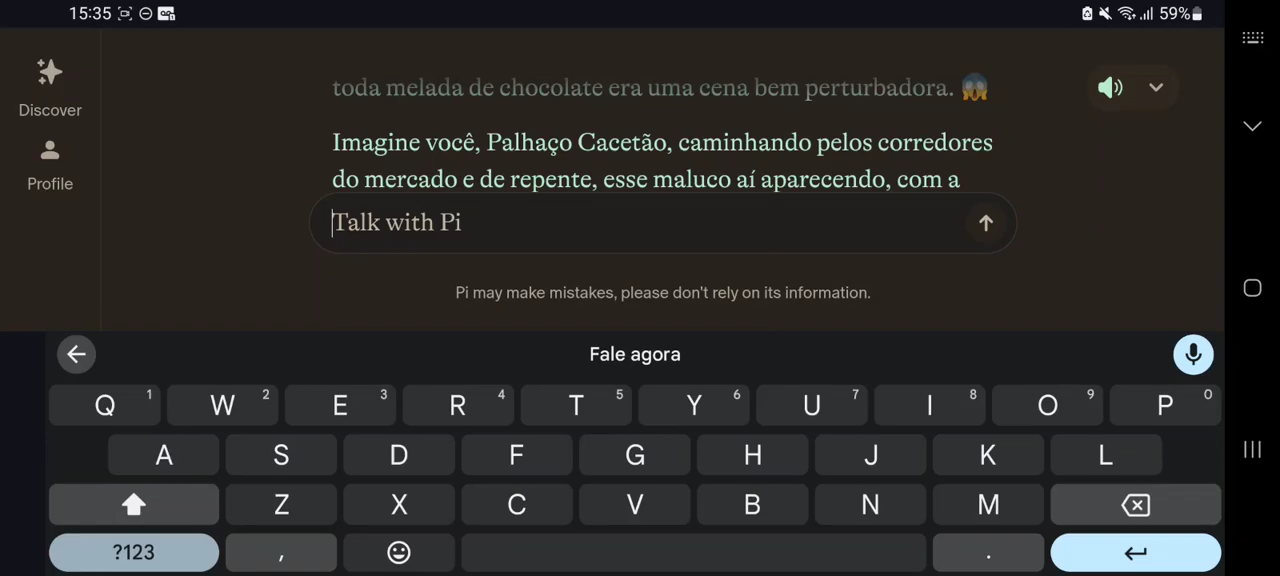 15:35
59%
Discover
Profile
toda melada de chocolate era uma cena bem perturbadora. 😱
Imagine você, Palhaço Cacetão, caminhando pelos corredores
do mercado e de repente, esse maluco aí aparecendo, com a
Talk with Pi
Pi may make mistakes, please don't rely on its information.
Fale agora
Q 1 W 2 E 3 R 4 T 5 Y 6 U 7 I 8 O 9 P 0
A S D F G H J K L
Z X C V B N M
?123 , .